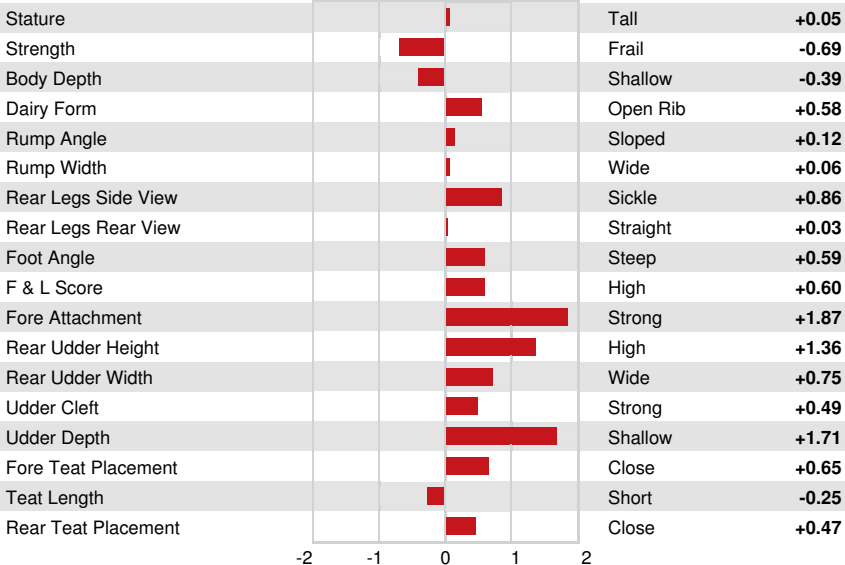 Stature Tall +0.05
Strength Frail -0.69
Body Depth Shallow -0.39
Dairy Form Open Rib +0.58
Rump Angle Sloped +0.12
Rump Width Wide +0.06
Rear Legs Side View Sickle +0.86
Rear Legs Rear View Straight +0.03
Foot Angle Steep +0.59
F & L Score High +0.60
Fore Attachment Strong +1.87
Rear Udder Height High +1.36
Rear Udder Width Wide +0.75
Udder Cleft Strong +0.49
Udder Depth Shallow +1.71
Fore Teat Placement Close +0.65
Teat Length Short -0.25
Rear Teat Placement Close +0.47
-2 -1 0 1 2